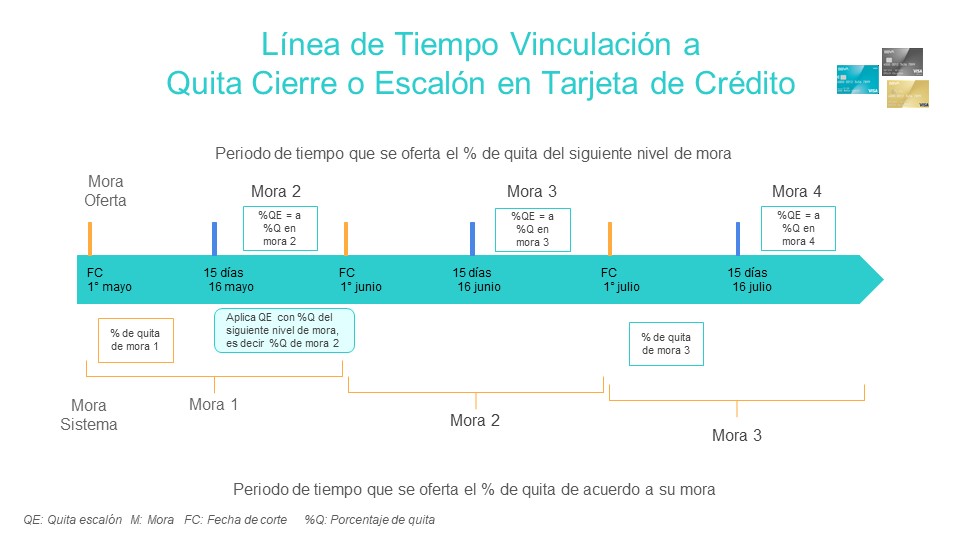 Línea de Tiempo Vinculación a
Quita Cierre o Escalón en Tarjeta de Crédito
Periodo de tiempo que se oferta el % de quita del siguiente nivel de mora
Mora
Oferta
Mora 2
Mora 3
Mora 4
%QE = a
%Q en
mora 2
%QE = a
%Q en
mora 3
%QE = a
%Q en
mora 4
FC
1° mayo
15 días
16 mayo
FC
1° junio
15 días
16 junio
FC
1° julio
15 días
16 julio
% de quita
de mora 1
Aplica QE con %Q del
siguiente nivel de mora,
es decir %Q de mora 2
% de quita
de mora 3
Mora
Sistema
Mora 1
Mora 2
Mora 3
Periodo de tiempo que se oferta el % de quita de acuerdo a su mora
QE: Quita escalón M: Mora FC: Fecha de corte %Q: Porcentaje de quita
VISA
VISA
VISA